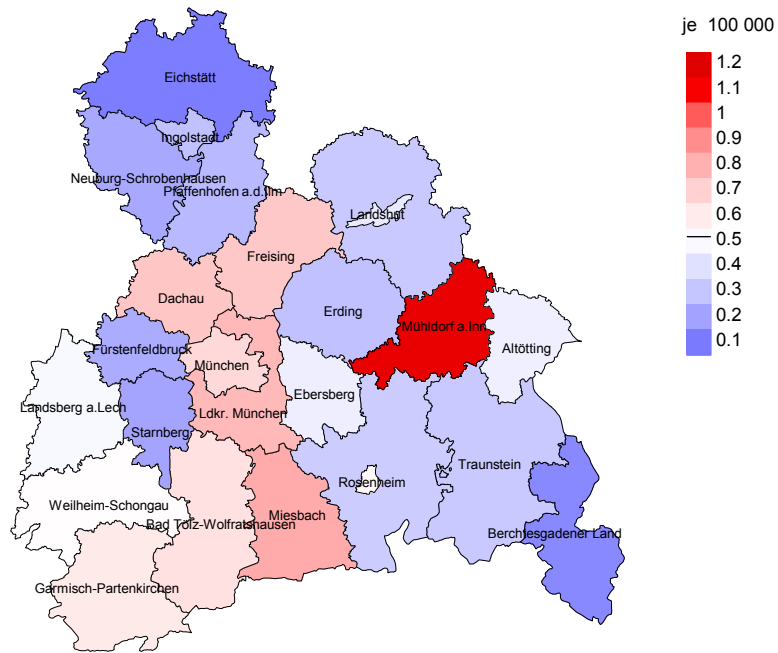 je 100 000
1.2
1.1
1
0.9
0.8
0.7
0.6
0.5
0.4
0.3
0.2
0.1
Eichstätt
Ingolstadt
Neuburg-Schrobenhausen
Pfaffenhofen a.d.Ilm
Landshut
Freising
Dachau
Erding
Mühldorf a.Inn
Altötting
Fürstenfeldbruck
München
Ebersberg
Landsberg a.Lech
Ldkr. München
Starnberg
Traunstein
Rosenheim
Weilheim-Schongau
Miesbach
Bad Tölz-Wolfratshausen
Berchtesgadener Land
Garmisch-Partenkirchen